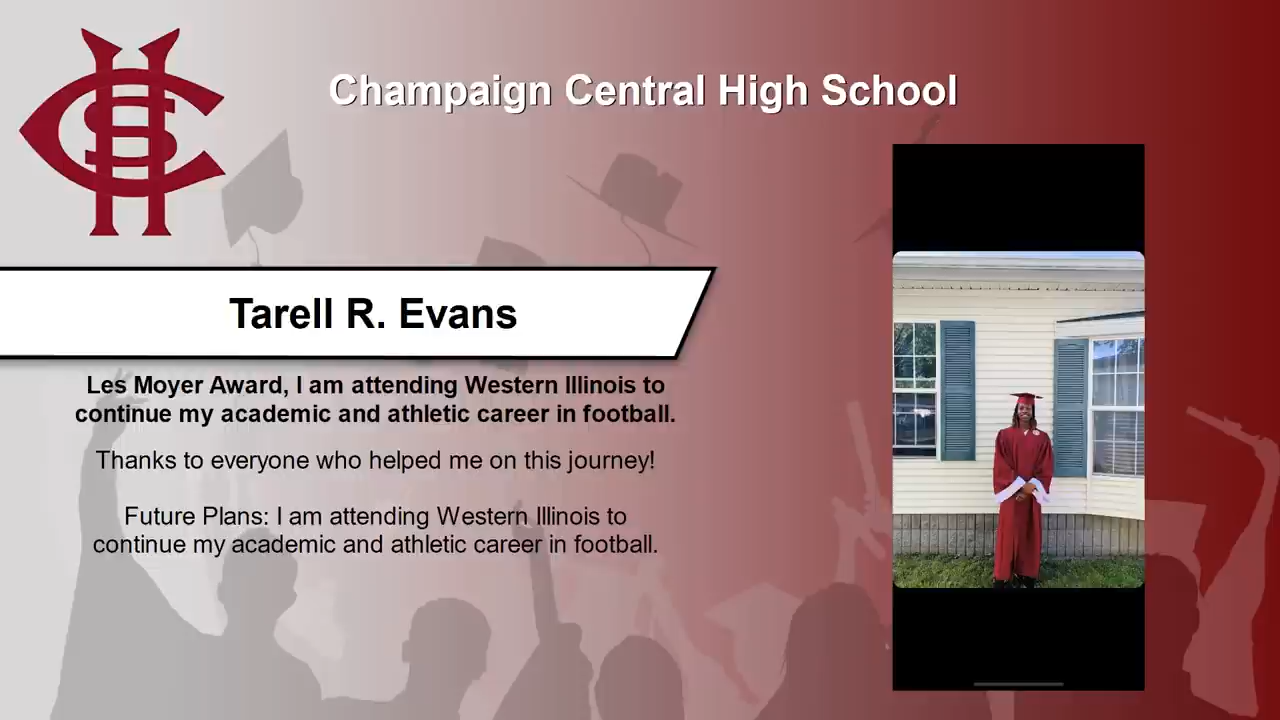 CHS
Champaign Central High School
Tarell R. Evans
Les Moyer Award, I am attending Western Illinois to
continue my academic and athletic career in football.
Thanks to everyone who helped me on this journey!
Future Plans: I am attending Western Illinois to
continue my academic and athletic career in football.